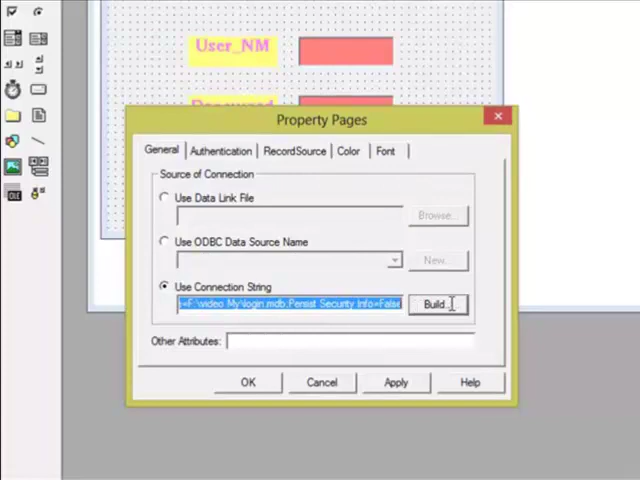 User_NM
Password
Property Pages
General Authentication RecordSource Color Font
Source of Connection
Use Data Link File
Browse...
Use ODBC Data Source Name
New...
Use Connection String
=F:\video My\login.mdb;Persist Security Info=False
Build...
Other Attributes:
OK Cancel Apply Help
OLE